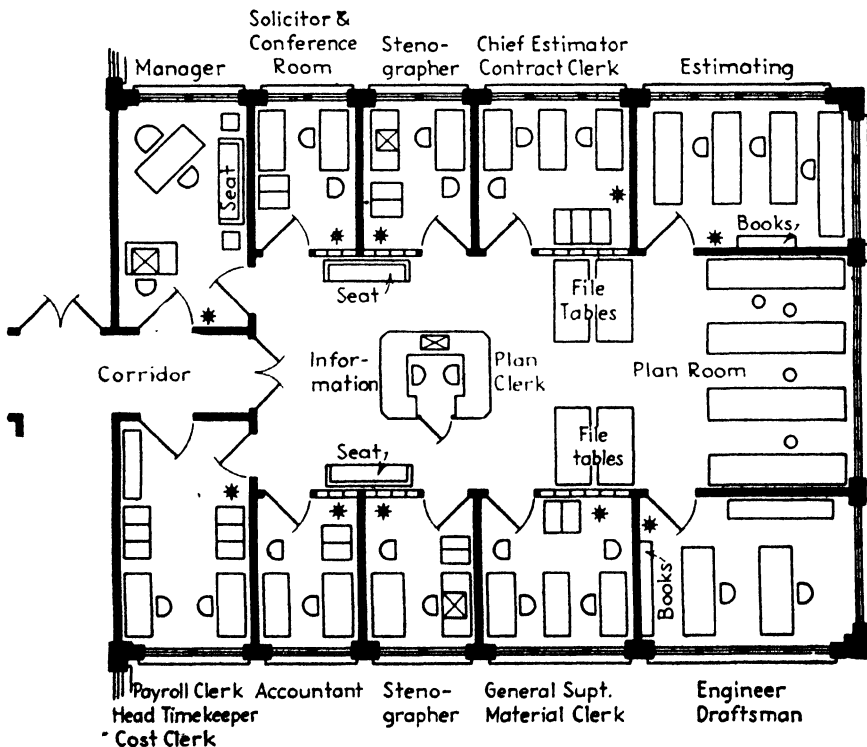 Solicitor &
Conference
Room
Manager
Steno-
grapher
Chief Estimator
Contract Clerk
Estimating
Seat
Books,
Seat
File
Tables
Corridor
Infor-
mation
Plan
Clerk
Plan Room
Seat,
File
tables
Books,
Payroll Clerk
Head Timekeeper
Cost Clerk
Accountant
Steno-
grapher
General Supt.
Material Clerk
Engineer
Draftsman